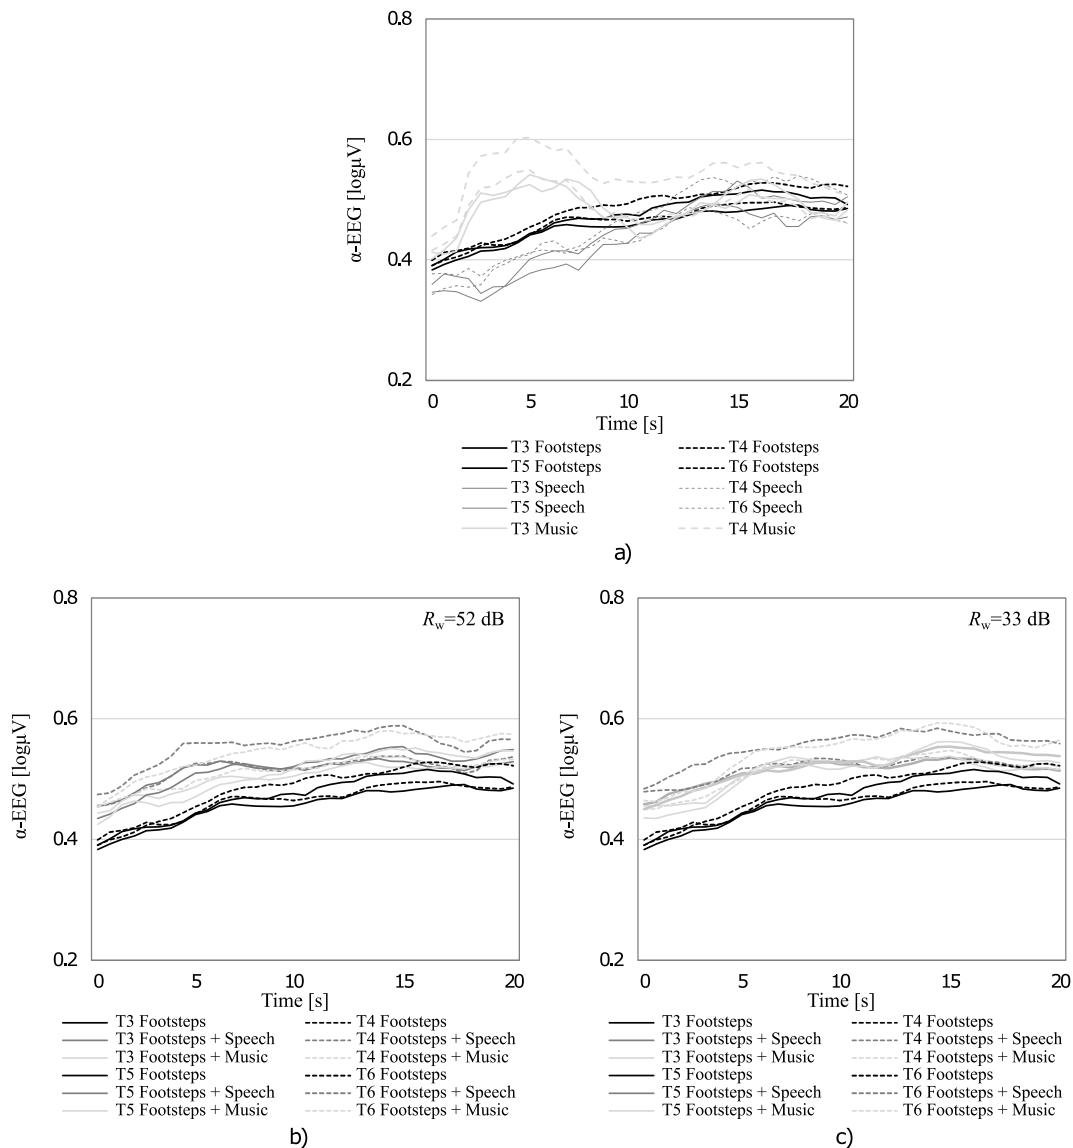 0.8
0.6
0.4
0.2
α-EEG [logμV]
0 5 10 15 20
Time [s]
T3 Footsteps T4 Footsteps
T5 Footsteps T6 Footsteps
T3 Speech T4 Speech
T5 Speech T6 Speech
T3 Music T4 Music
a)
0.8
0.6
0.4
0.2
α-EEG [logμV]
Rw=52 dB
0 5 10 15 20
Time [s]
T3 Footsteps T4 Footsteps
T3 Footsteps + Speech T4 Footsteps + Speech
T3 Footsteps + Music T4 Footsteps + Music
T5 Footsteps T6 Footsteps
T5 Footsteps + Speech T6 Footsteps + Speech
T5 Footsteps + Music T6 Footsteps + Music
b)
0.8
0.6
0.4
0.2
α-EEG [logμV]
Rw=33 dB
0 5 10 15 20
Time [s]
T3 Footsteps T4 Footsteps
T3 Footsteps + Speech T4 Footsteps + Speech
T3 Footsteps + Music T4 Footsteps + Music
T5 Footsteps T6 Footsteps
T5 Footsteps + Speech T6 Footsteps + Speech
T5 Footsteps + Music T6 Footsteps + Music
c)